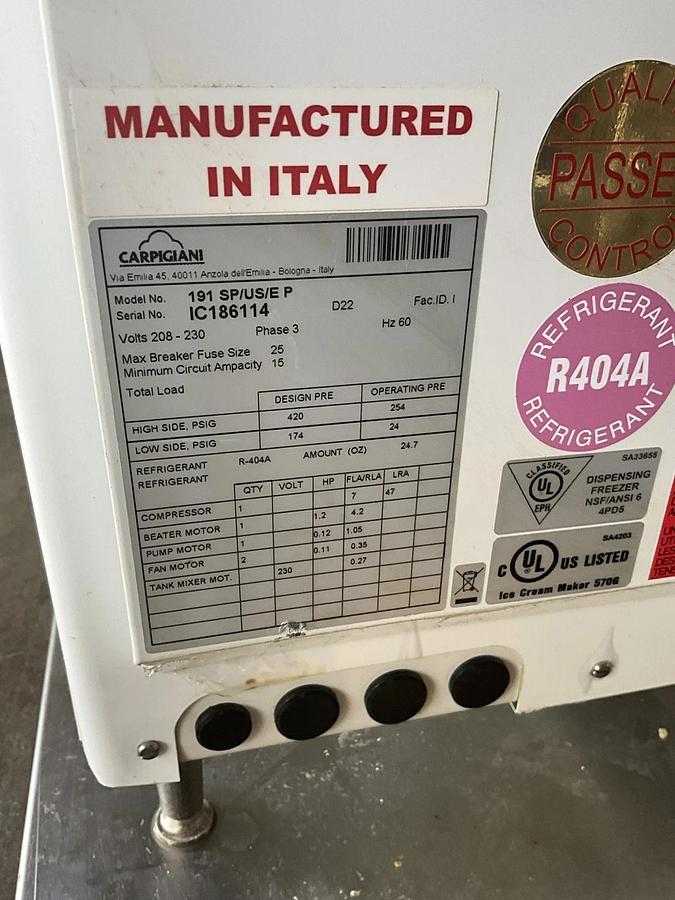 MANUFACTURED
IN ITALY
CARPIGIANI
Via Emilia 45, 40011 Anzola dell'Emilia - Bologna - Italy
Model No. 191 SP/US/E P
Serial No. IC186114 D22 Fac.ID. I
Volts 208 - 230 Phase 3 Hz 60
Max Breaker Fuse Size 25
Minimum Circuit Ampacity 15
Total Load
DESIGN PRE OPERATING PRE
HIGH SIDE, PSIG 420 254
LOW SIDE, PSIG 174 24
REFRIGERANT R-404A AMOUNT (OZ) 24.7
REFRIGERANT
QTY VOLT HP FLA/RLA LRA
COMPRESSOR 1 7 47
BEATER MOTOR 1 1.2 4.2
PUMP MOTOR 1 0.12 1.05
FAN MOTOR 2 0.11 0.35
TANK MIXER MOT. 230 0.27
QUALI
PASSE
CONTRO
REFRIGERANT
R404A
REFRIGERANT
SA33655
CLASSIFIED
UL
EPH
DISPENSING
FREEZER
NSF/ANSI 6
4PD5
SA4203
C UL US LISTED
Ice Cream Maker 570G